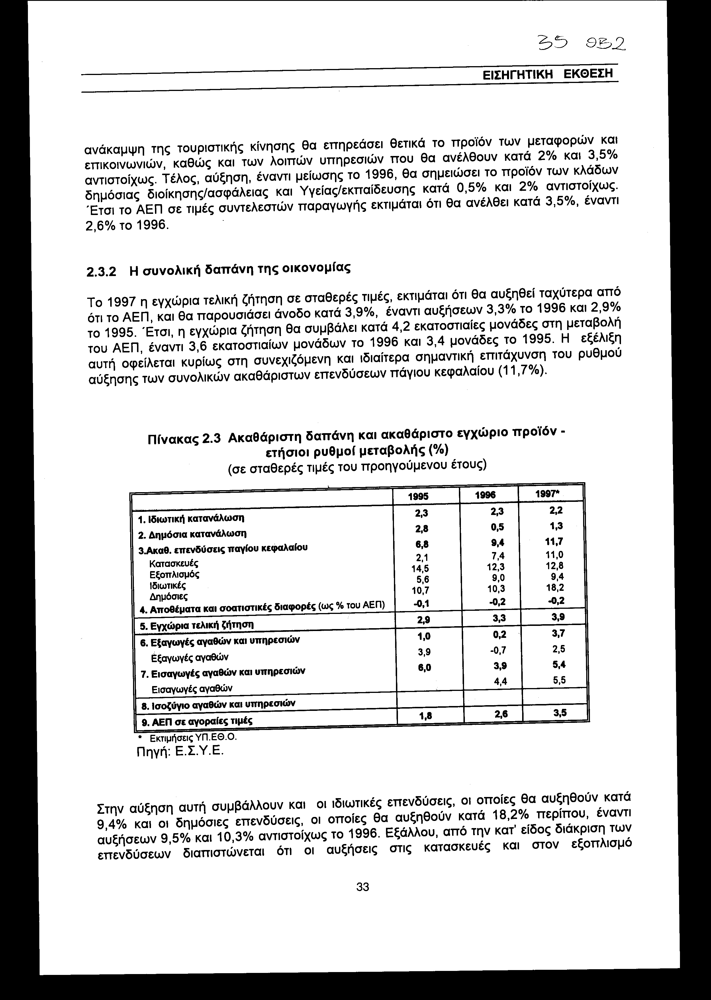 35 932
ΕΙΣΗΓΗΤΙΚΗ ΕΚΘΕΣΗ
ανάκαμψη της τουριστικής κίνησης θα επηρεάσει θετικά το προϊόν των μεταφορών και
επικοινωνιών, καθώς και των λοιπών υπηρεσιών που θα ανέλθουν κατά 2% και 3,5%
αντιστοίχως. Τέλος, αύξηση, έναντι μείωσης το 1996, θα σημειώσει το προϊόν των κλάδων
δημόσιας διοίκησης/ασφάλειας και Υγείας/εκπαίδευσης κατά 0,5% και 2% αντιστοίχως.
Έτσι το ΑΕΠ σε τιμές συντελεστών παραγωγής εκτιμάται ότι θα ανέλθει κατά 3,5%, έναντι
2,6% το 1996.
2.3.2 Η συνολική δαπάνη της οικονομίας
Το 1997 η εγχώρια τελική ζήτηση σε σταθερές τιμές, εκτιμάται ότι θα αυξηθεί ταχύτερα από
ότι το ΑΕΠ, και θα παρουσιάσει άνοδο κατά 3,9%, έναντι αυξήσεων 3,3% το 1996 και 2,9%
το 1995. Έτσι, η εγχώρια ζήτηση θα συμβάλει κατά 4,2 εκατοστιαίες μονάδες στη μεταβολή
του ΑΕΠ, έναντι 3,6 εκατοστιαίων μονάδων το 1996 και 3,4 μονάδες το 1995. Η εξέλιξη
αυτή οφείλεται κυρίως στη συνεχιζόμενη και ιδιαίτερα σημαντική επιτάχυνση του ρυθμού
αύξησης των συνολικών ακαθάριστων επενδύσεων πάγιου κεφαλαίου (11,7%).
Πίνακας 2.3 Ακαθάριστη δαπάνη και ακαθάριστο εγχώριο προϊόν -
ετήσιοι ρυθμοί μεταβολής (%)
(σε σταθερές τιμές του προηγούμενου έτους)
1995 1996 1997*
1. Ιδιωτική κατανάλωση 2,3 2,3 2,2
2. Δημόσια κατανάλωση 2,8 0,5 1,3
3.Ακαθ. επενδύσεις παγίου κεφαλαίου 6,8 9,4 11,7
Κατασκευές 2,1 7,4 11,0
Εξοπλισμός 14,5 12,3 12,8
Ιδιωτικές 5,6 9,0 9,4
Δημόσιες 10,7 10,3 18,2
4. Αποθέματα και σοατιστικές διαφορές (ως % του ΑΕΠ) -0,1 -0,2 -0,2
5. Εγχώρια τελική ζήτηση 2,9 3,3 3,9
6. Εξαγωγές αγαθών και υπηρεσιών 1,0 0,2 3,7
Εξαγωγές αγαθών 3,9 -0,7 2,5
7. Εισαγωγές αγαθών και υπηρεσιών 6,0 3,9 5,4
Εισαγωγές αγαθών 4,4 5,5
8. Ισοζύγιο αγαθών και υπηρεσιών
9. ΑΕΠ σε αγοραίες τιμές 1,8 2,6 3,5
* Εκτιμήσεις ΥΠ.ΕΘ.Ο.
Πηγή: Ε.Σ.Υ.Ε.
Στην αύξηση αυτή συμβάλλουν και οι ιδιωτικές επενδύσεις, οι οποίες θα αυξηθούν κατά
9,4% και οι δημόσιες επενδύσεις, οι οποίες θα αυξηθούν κατά 18,2% περίπου, έναντι
αυξήσεων 9,5% και 10,3% αντιστοίχως το 1996. Εξάλλου, από την κατ' είδος διάκριση των
επενδύσεων διαπιστώνεται ότι οι αυξήσεις στις κατασκευές και στον εξοπλισμό
33